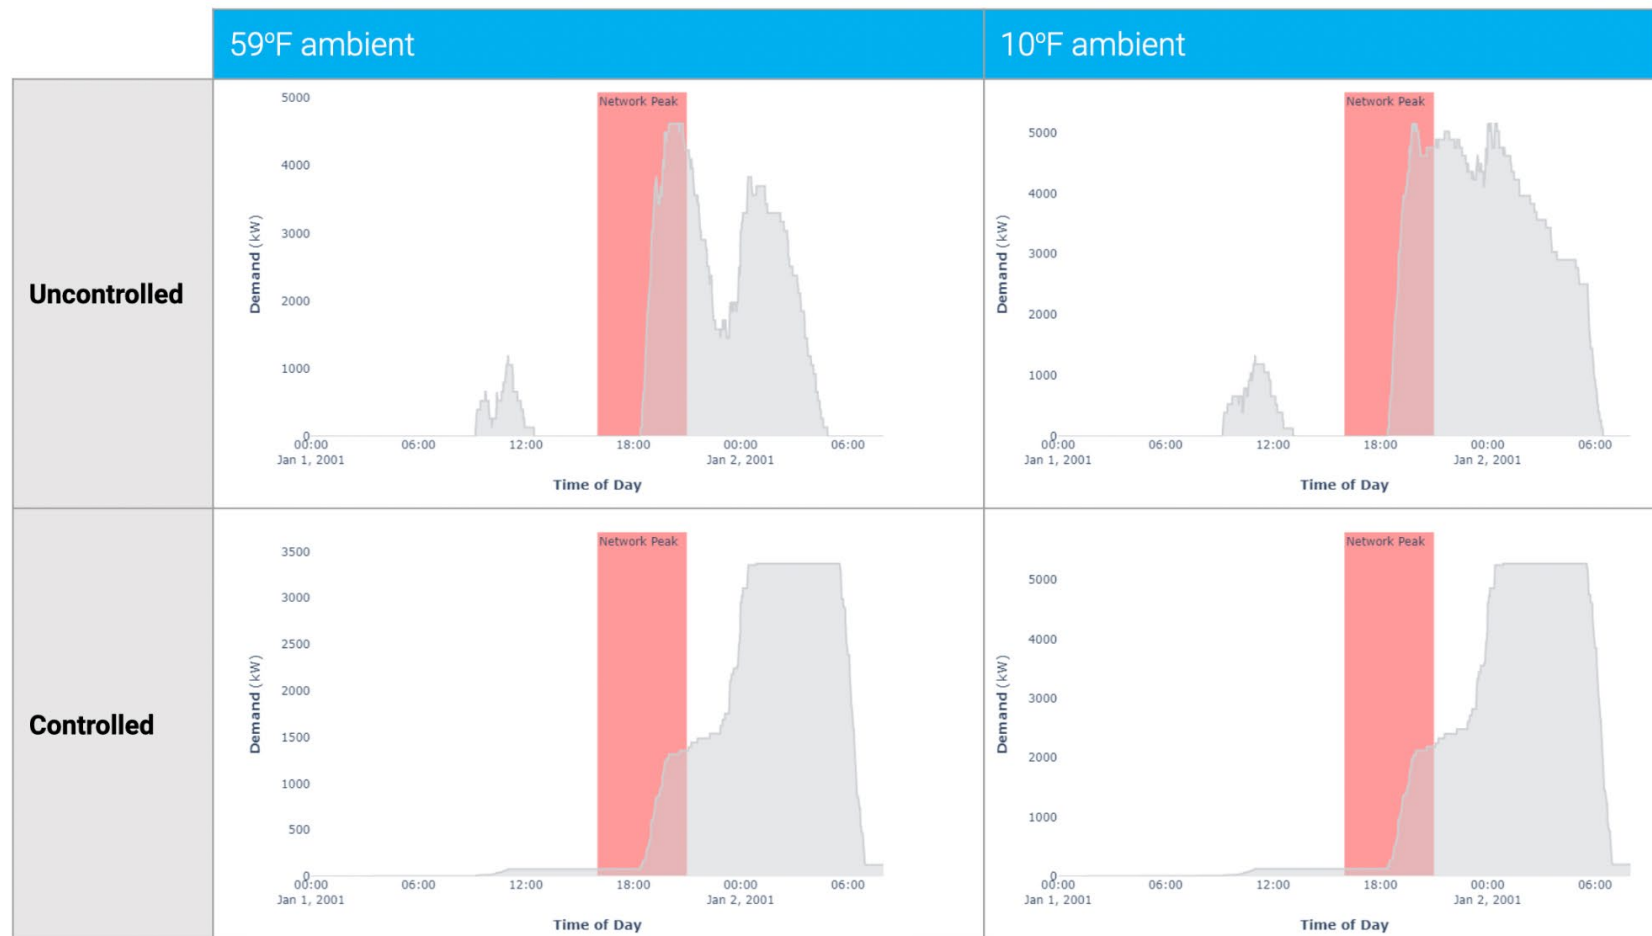 59ºF ambient
10ºF ambient
Uncontrolled
Network Peak
5000
4000
3000
2000
1000
0
Demand (kW)
00:00 06:00 12:00 18:00 00:00 06:00
Jan 1, 2001 Jan 2, 2001
Time of Day
Network Peak
5000
4000
3000
2000
1000
0
Demand (kW)
00:00 06:00 12:00 18:00 00:00 06:00
Jan 1, 2001 Jan 2, 2001
Time of Day
Controlled
Network Peak
3500
3000
2500
2000
1500
1000
500
0
Demand (kW)
00:00 06:00 12:00 18:00 00:00 06:00
Jan 1, 2001 Jan 2, 2001
Time of Day
Network Peak
5000
4000
3000
2000
1000
0
Demand (kW)
00:00 06:00 12:00 18:00 00:00 06:00
Jan 1, 2001 Jan 2, 2001
Time of Day